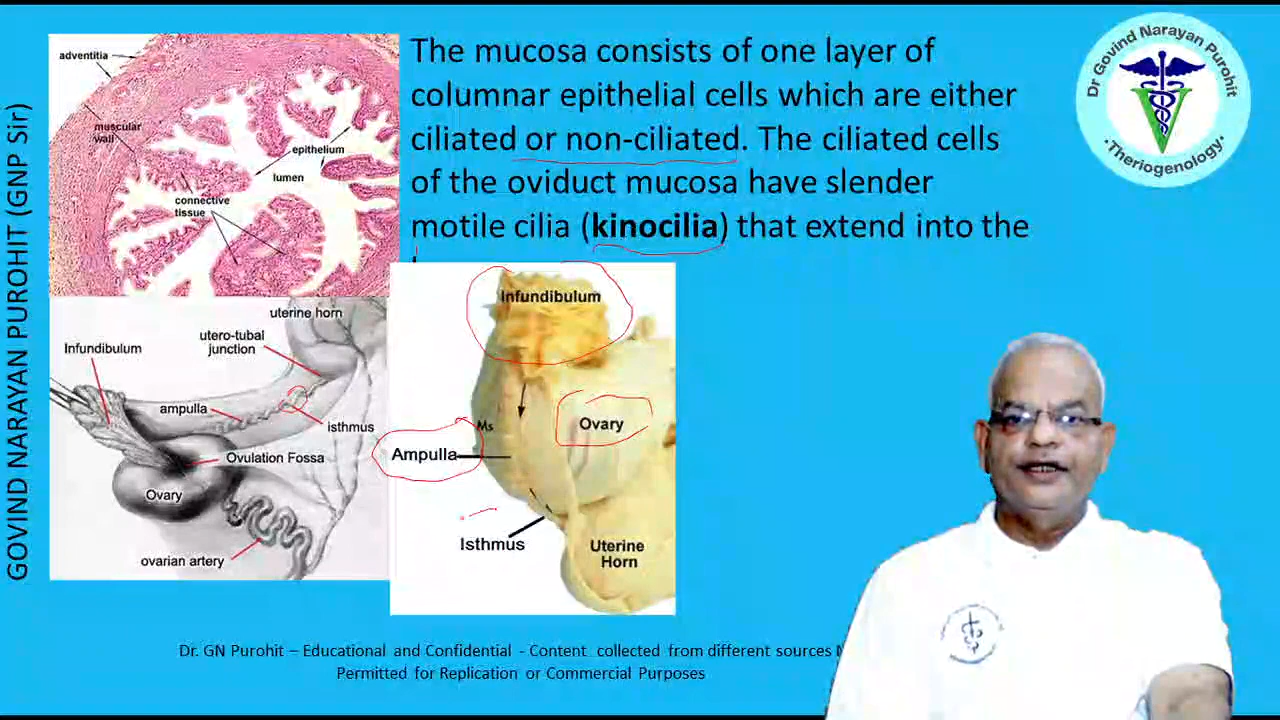 GOVIND NARAYAN PUROHIT (GNP Sir)
adventitia
muscular
wall
epithelium
lumen
connective
tissue
The mucosa consists of one layer of
columnar epithelial cells which are either
ciliated or non-ciliated. The ciliated cells
of the oviduct mucosa have slender
motile cilia (kinocilia) that extend into the
Dr Govind Narayan Purohit
•Theriogenology•
uterine horn
utero-tubal
junction
Infundibulum
ampulla
isthmus
Ovulation Fossa
Ovary
ovarian artery
Infundibulum
Ms
Ovary
Ampulla
Isthmus
Uterine
Horn
Dr. GN Purohit – Educational and Confidential - Content collected from different sources
Permitted for Replication or Commercial Purposes